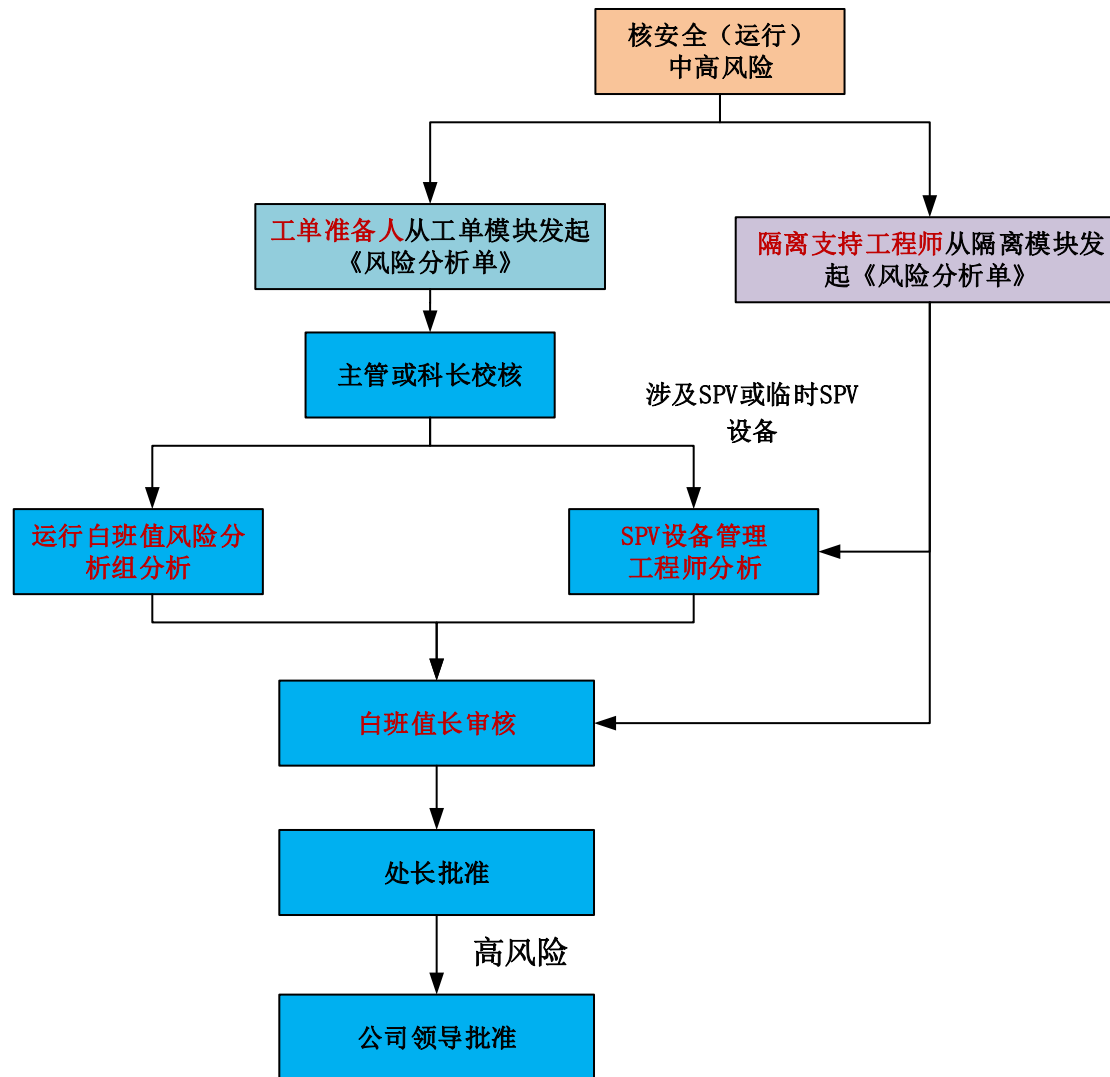 核安全（运行）
中高风险
工单准备人从工单模块发起
《风险分析单》
隔离支持工程师从隔离模块发
起《风险分析单》
主管或科长校核
涉及SPV或临时SPV
设备
运行白班值风险分
析组分析
SPV设备管理
工程师分析
白班值长审核
处长批准
高风险
公司领导批准